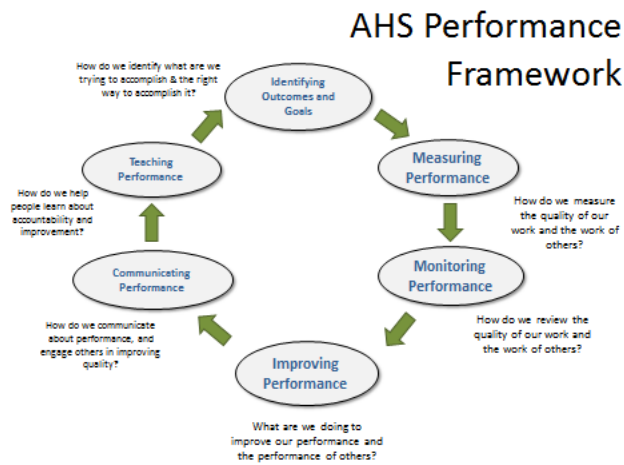 AHS Performance
Framework
How do we identify what are we
trying to accomplish & the right
way to accomplish it?
Identifying
Outcomes and
Goals
Measuring
Performance
How do we measure
the quality of our
work and the work of
others?
Monitoring
Performance
How do we review the
quality of our work and
the work of others?
Improving
Performance
What are we doing to
improve our performance and
the performance of others?
Communicating
Performance
How do we communicate
about performance, and
engage others in improving
quality?
Teaching
Performance
How do we help
people learn about
accountability and
improvement?